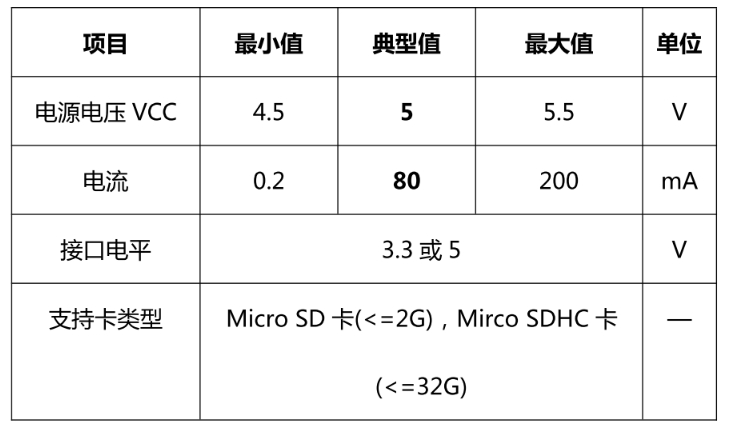 项目 最小值 典型值 最大值 单位
电源电压 VCC 4.5 5 5.5 V
电流 0.2 80 200 mA
接口电平 3.3 或 5 V
支持卡类型 Micro SD 卡(<=2G)，Mirco SDHC 卡 —
(<=32G)